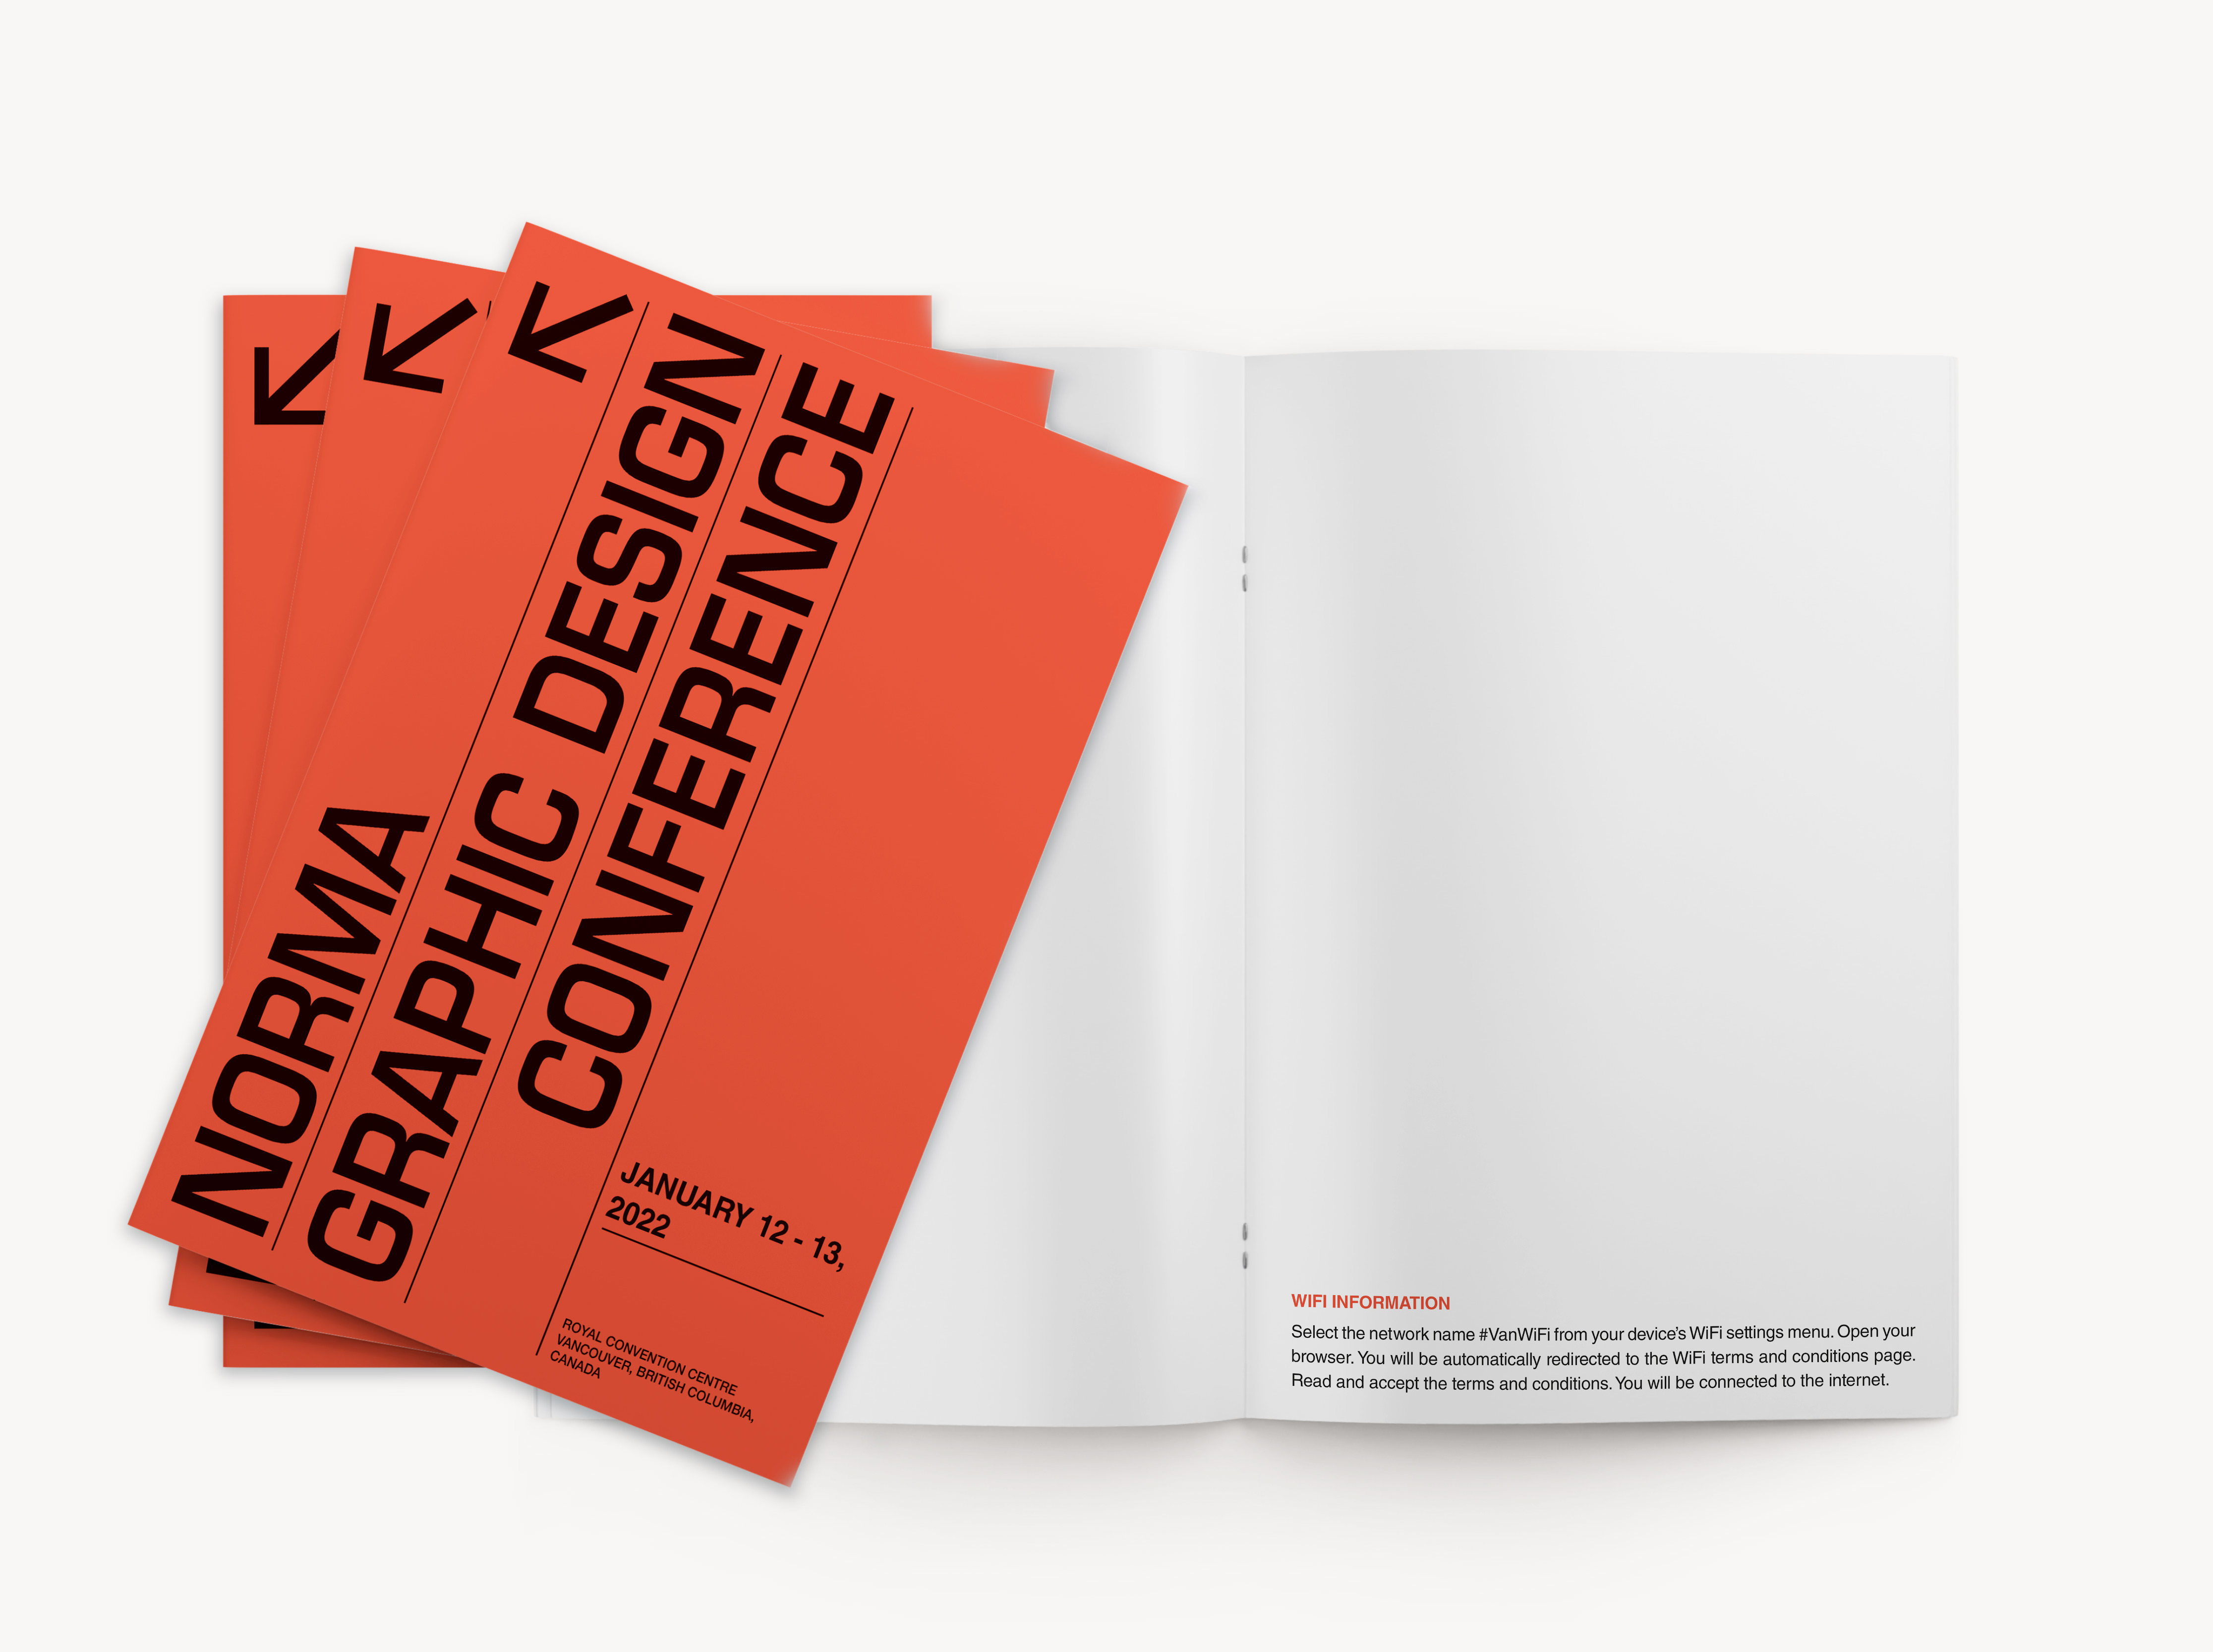 NORMA
GRAPHIC DESIGN
CONFERENCE
JANUARY 12 - 13,
2022
ROYAL CONVENTION CENTRE
VANCOUVER, BRITISH COLUMBIA,
CANADA
WIFI INFORMATION
Select the network name #VanWiFi from your device’s WiFi settings menu. Open your
browser. You will be automatically redirected to the WiFi terms and conditions page.
Read and accept the terms and conditions. You will be connected to the internet.